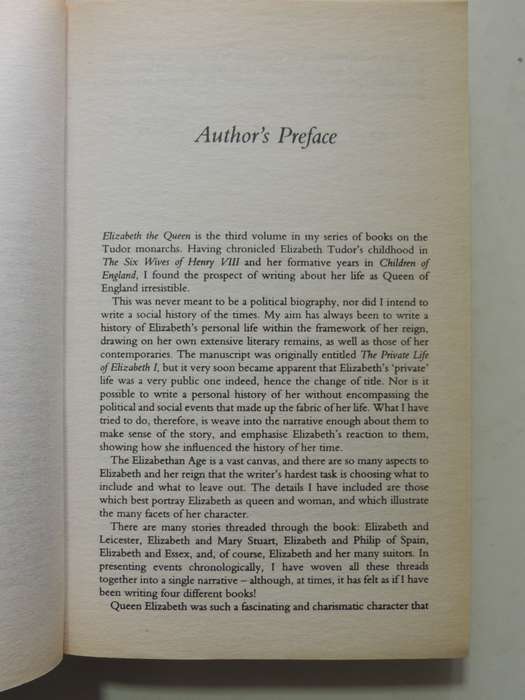 Author's Preface
Elizabeth the Queen is the third volume in my series of books on the
Tudor monarchs. Having chronicled Elizabeth Tudor's childhood in
The Six Wives of Henry VIII and her formative years in Children of
England, I found the prospect of writing about her life as Queen of
England irresistible.
This was never meant to be a political biography, nor did I intend to
write a social history of the times. My aim has always been to write a
history of Elizabeth's personal life within the framework of her reign,
drawing on her own extensive literary remains, as well as those of her
contemporaries. The manuscript was originally entitled The Private Life
of Elizabeth I, but it very soon became apparent that Elizabeth's 'private'
life was a very public one indeed, hence the change of title. Nor is it
possible to write a personal history of her without encompassing the
political and social events that made up the fabric of her life. What I have
tried to do, therefore, is weave into the narrative enough about them to
make sense of the story, and emphasise Elizabeth's reaction to them,
showing how she influenced the history of her time.
The Elizabethan Age is a vast canvas, and there are so many aspects to
Elizabeth and her reign that the writer's hardest task is choosing what to
include and what to leave out. The details I have included are those
which best portray Elizabeth as queen and woman, and which illustrate
the many facets of her character.
There are many stories threaded through the book: Elizabeth and
Leicester, Elizabeth and Mary Stuart, Elizabeth and Philip of Spain,
Elizabeth and Essex, and, of course, Elizabeth and her many suitors. In
presenting events chronologically, I have woven all these threads
together into a single narrative – although, at times, it has felt as if I have
been writing four different books!
Queen Elizabeth was such a fascinating and charismatic character that